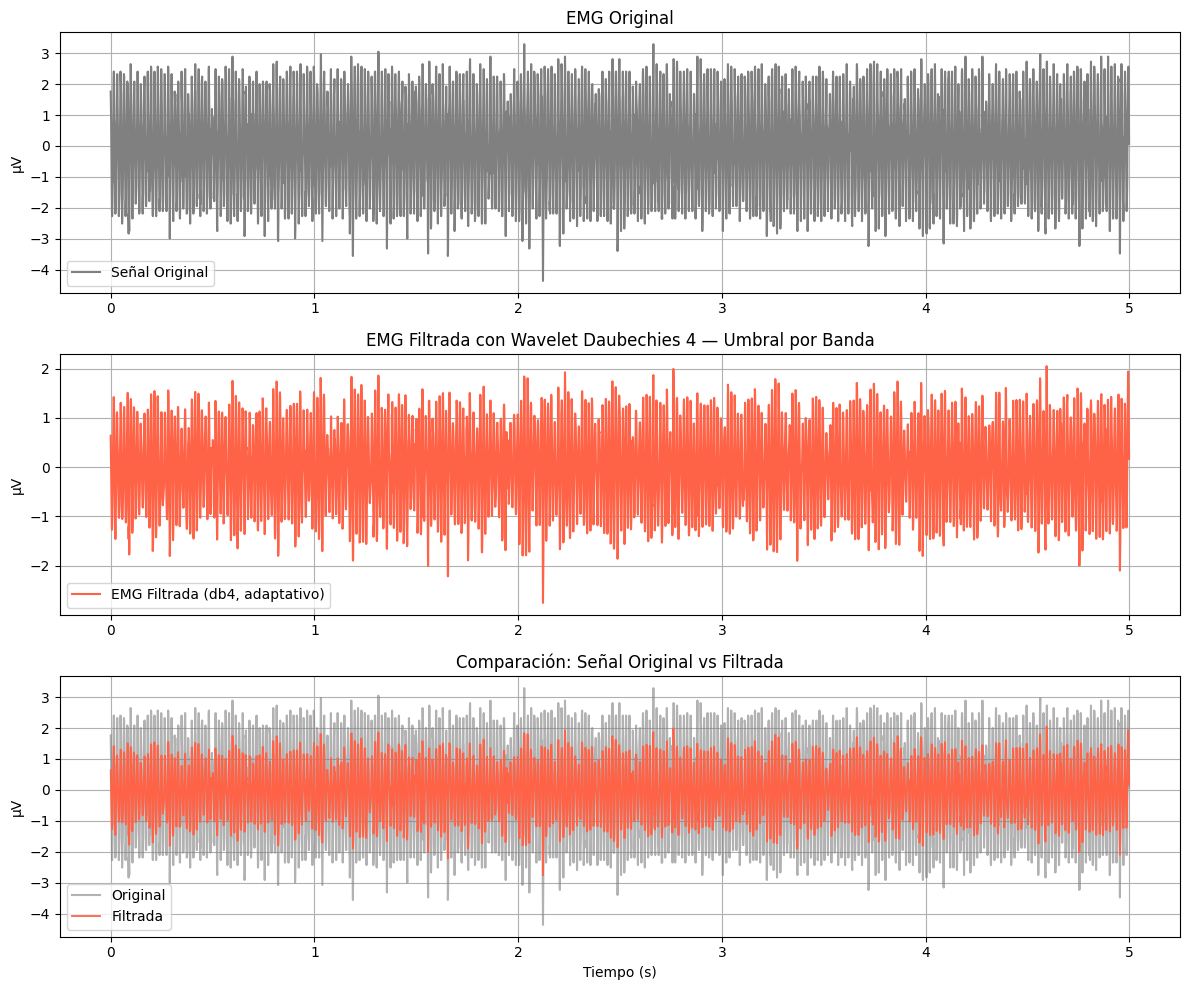 EMG Original
3
2
1
0
−1
−2
−3
−4
µV
Señal Original
0 1 2 3 4 5
EMG Filtrada con Wavelet Daubechies 4 — Umbral por Banda
2
1
0
−1
−2
µV
EMG Filtrada (db4, adaptativo)
0 1 2 3 4 5
Comparación: Señal Original vs Filtrada
3
2
1
0
−1
−2
−3
−4
µV
Original
Filtrada
0 1 2 3 4 5
Tiempo (s)